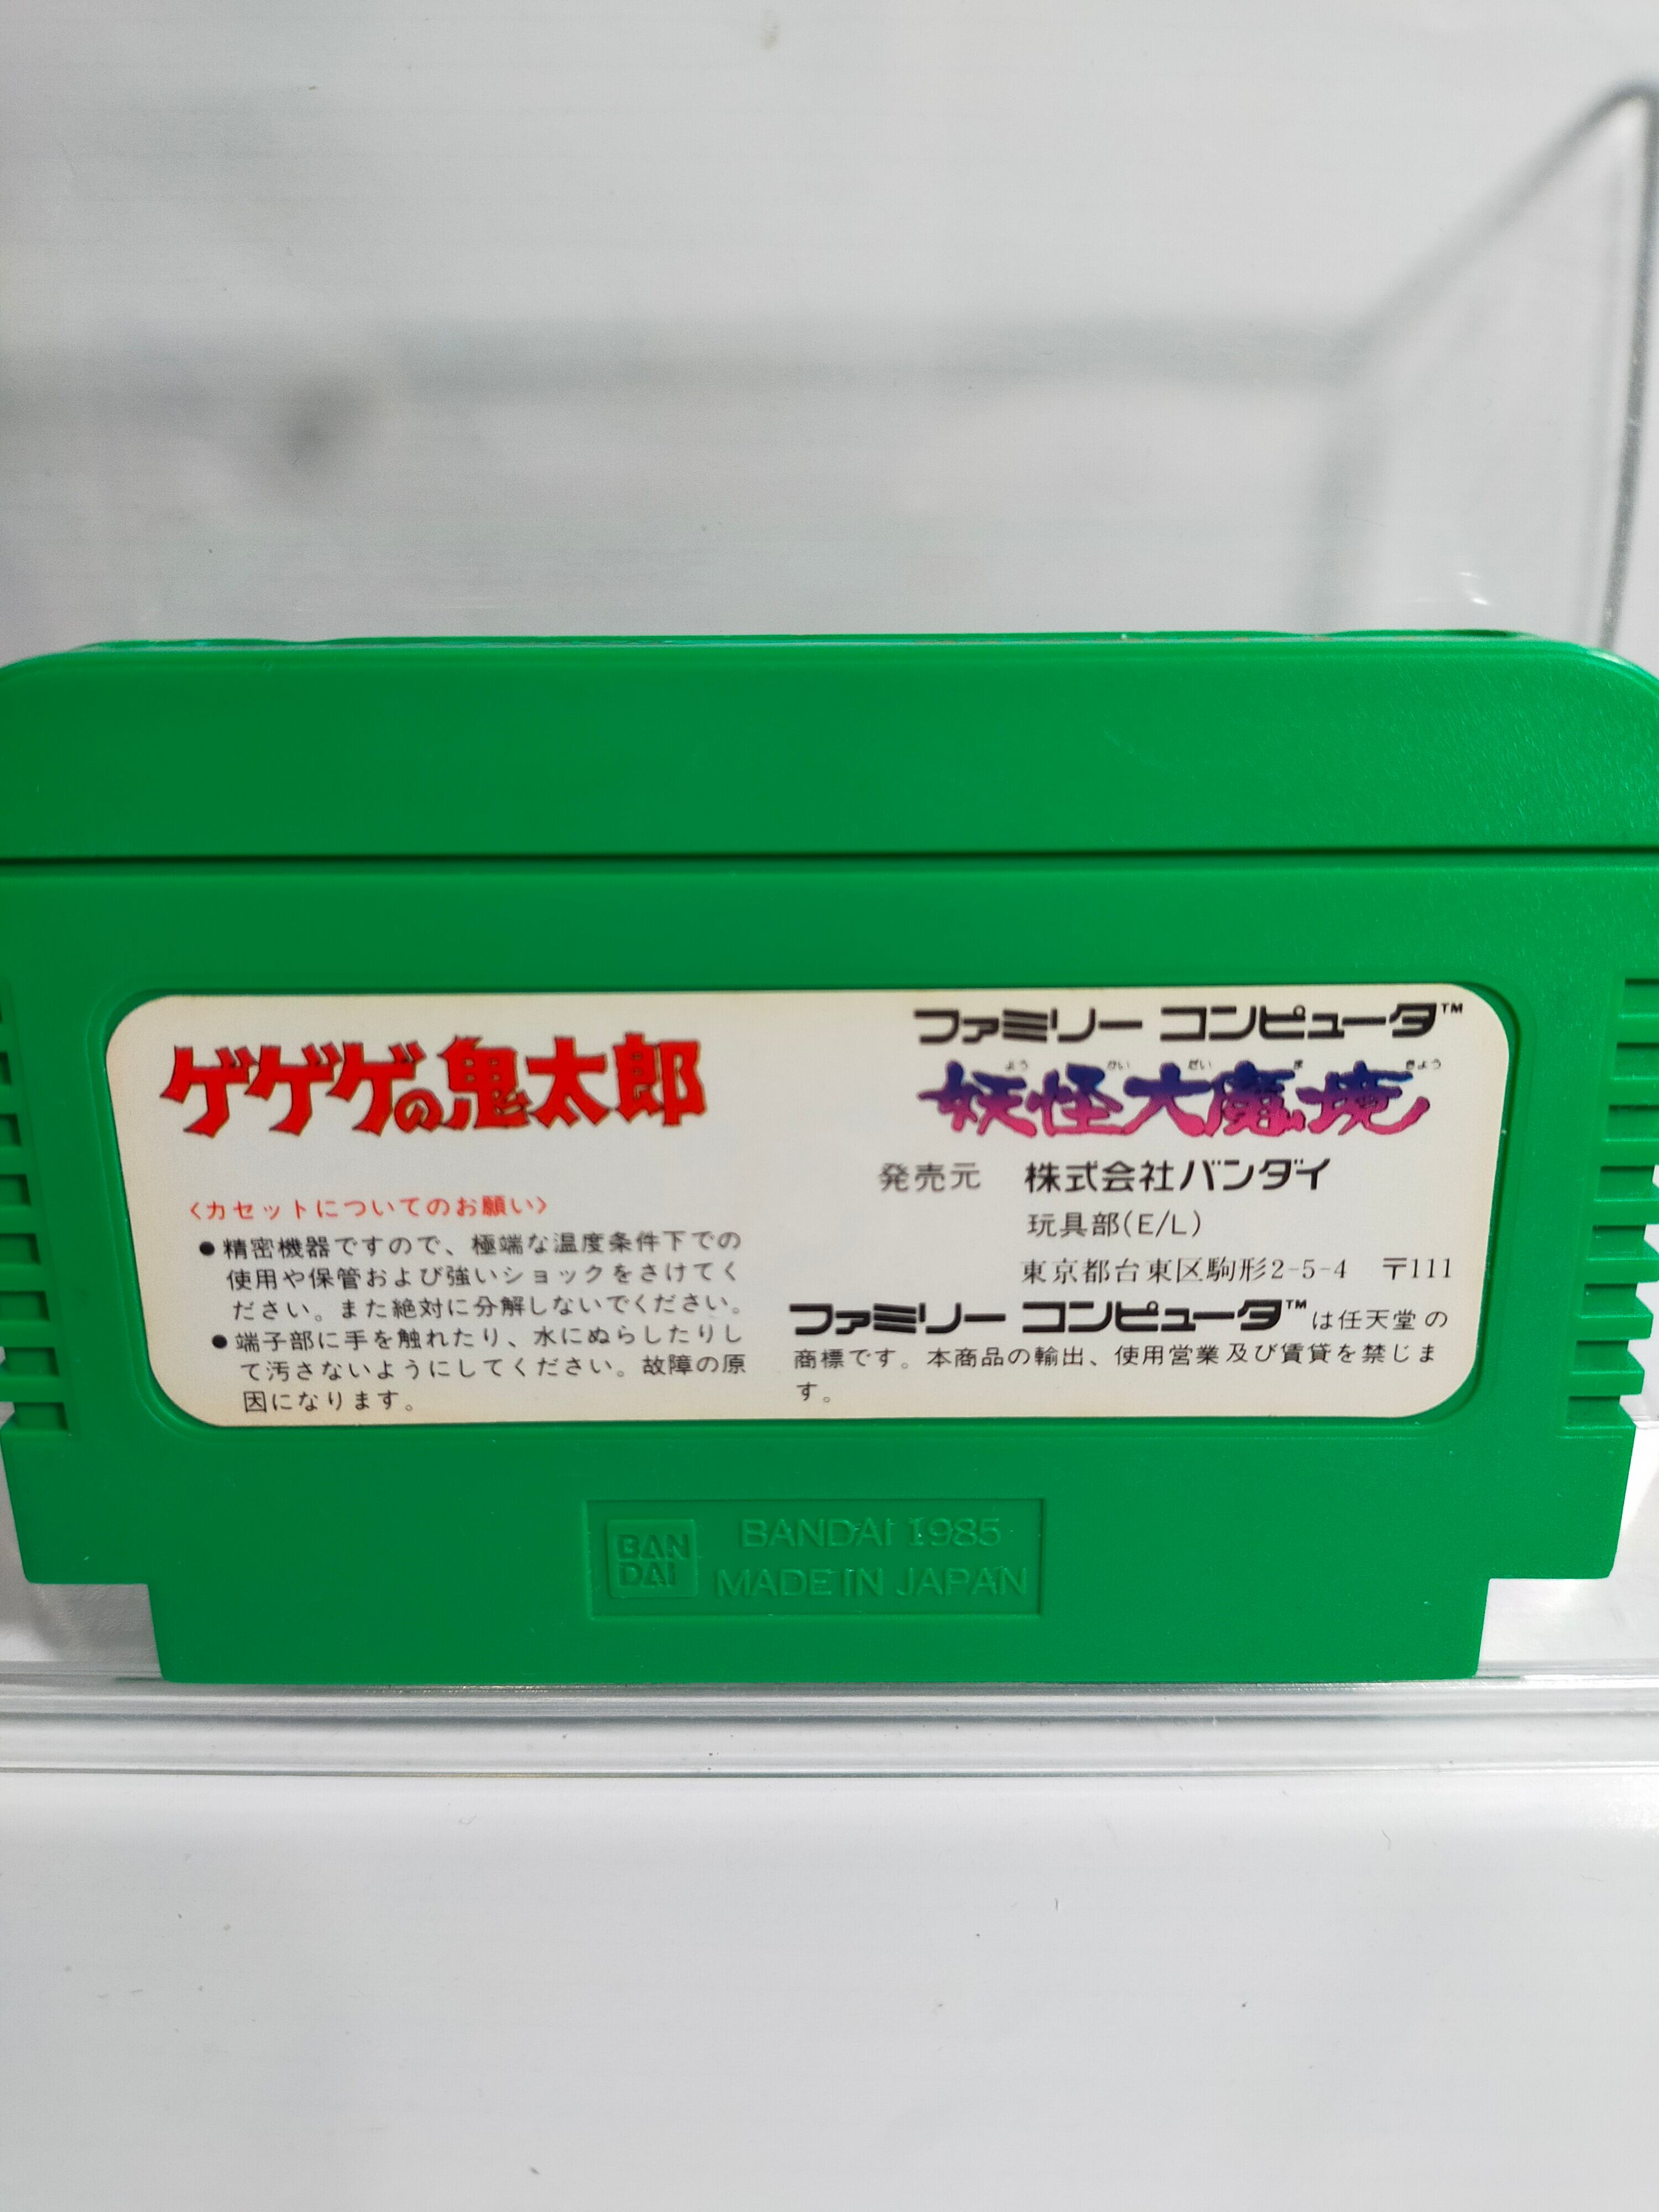 ゲゲゲの鬼太郎
〈カセットについてのお願い〉
●精密機器ですので、極端な温度条件下での
使用や保管および強いショックをさけてく
ださい。また絶対に分解しないでください。
●端子部に手を触れたり、水にぬらしたりし
て汚さないようにしてください。故障の原
因になります。
ファミリー コンピュータ™
よう かい だい ま きょう
妖怪大魔境
発売元 株式会社バンダイ
玩具部(E/L)
東京都台東区駒形2-5-4 〒111
ファミリー コンピュータ™は任天堂の
商標です。本商品の輸出、使用営業及び賃貸を禁じま
す。
BAN
DAI
BANDAI 1985
MADE IN JAPAN